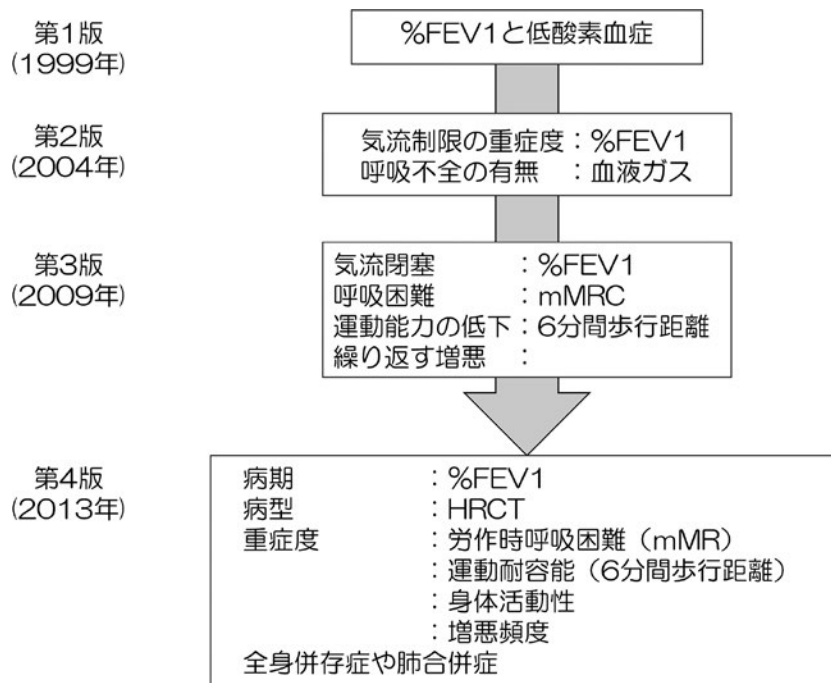 第1版
(1999年)
%FEV1と低酸素血症
第2版
(2004年)
気流制限の重症度：%FEV1
呼吸不全の有無　：血液ガス
第3版
(2009年)
気流閉塞　　　　：%FEV1
呼吸困難　　　　：mMRC
運動能力の低下：6分間歩行距離
繰り返す増悪　：
第4版
(2013年)
病期　　　　　：%FEV1
病型　　　　　：HRCT
重症度　　　　：労作時呼吸困難（mMR）
：運動耐容能（6分間歩行距離）
：身体活動性
：増悪頻度
全身併存症や肺合併症